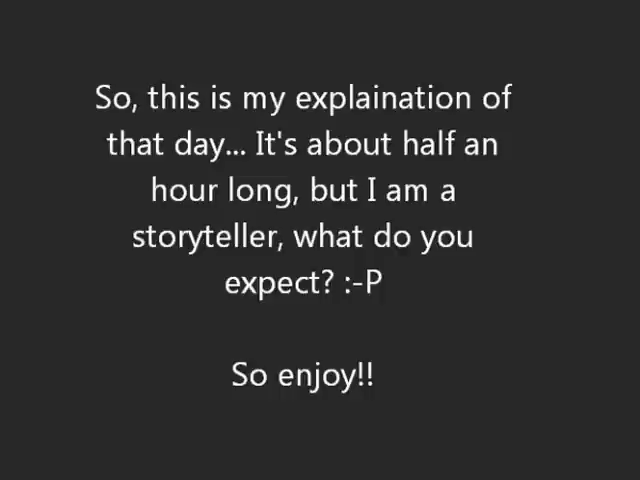 So, this is my explaination of
that day... It's about half an
hour long, but I am a
storyteller, what do you
expect? :-P
So enjoy!!